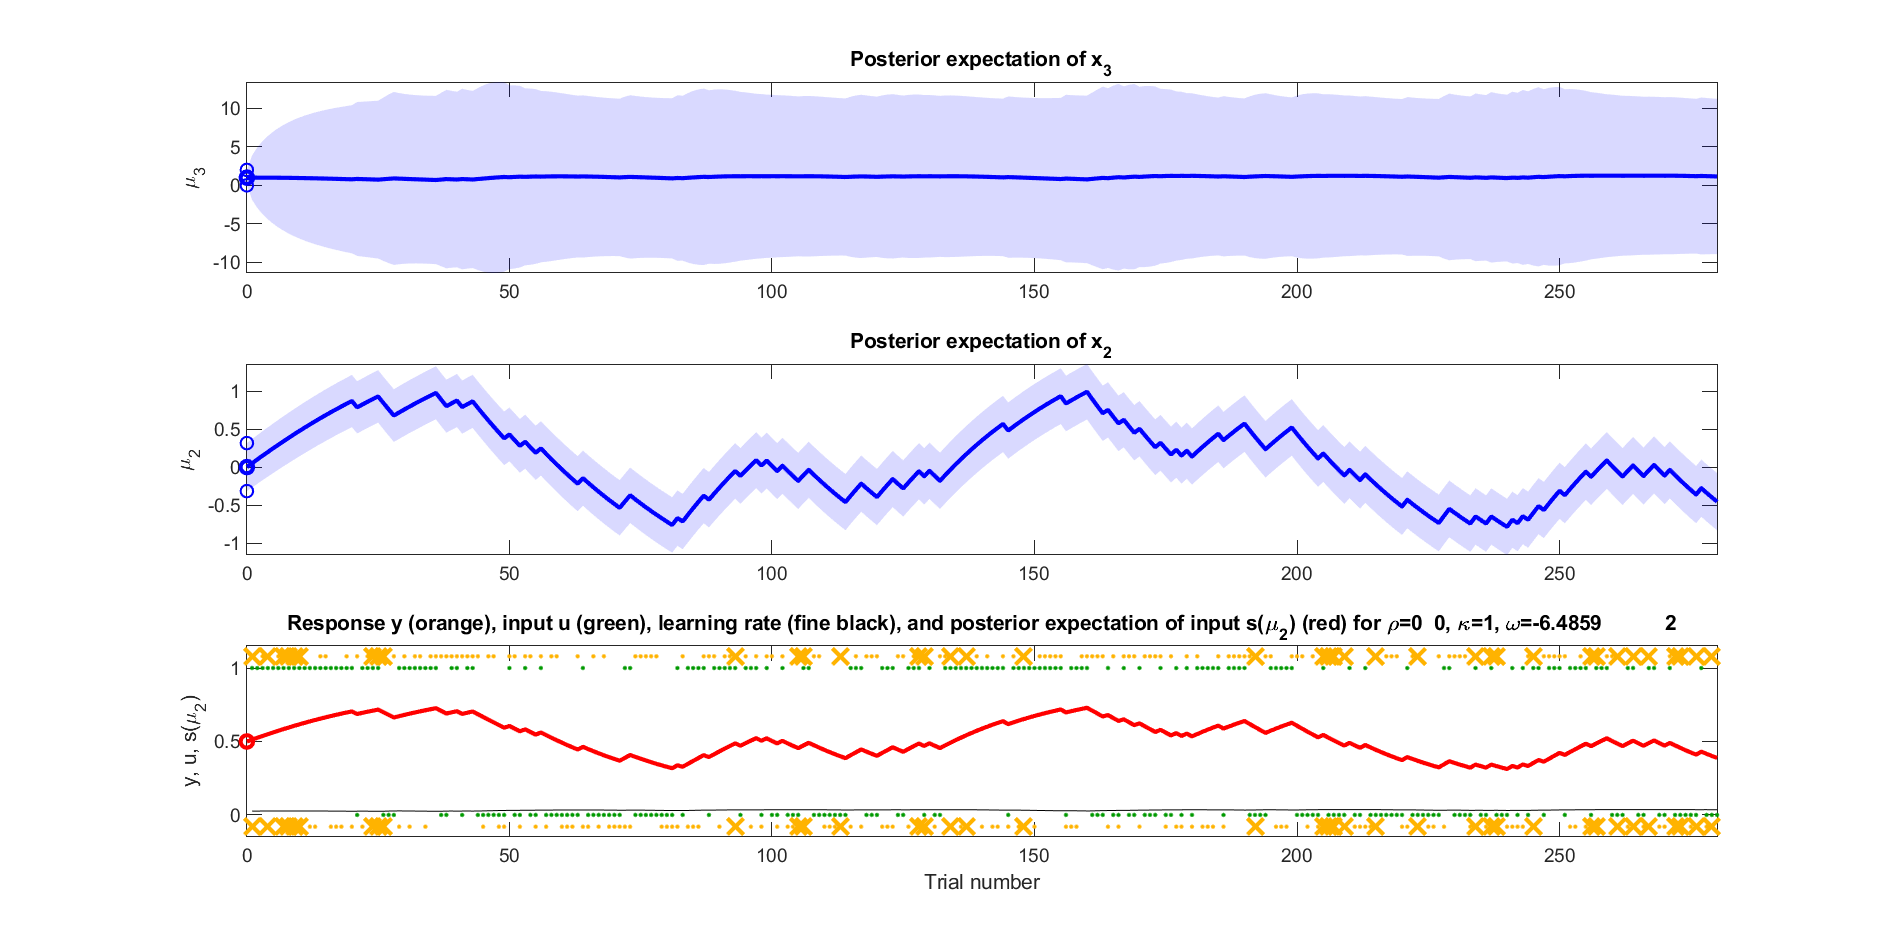 Posterior expectation of x3
μ3
10
5
0
-5
-10
0 50 100 150 200 250
Posterior expectation of x2
μ2
1
0.5
0
-0.5
-1
0 50 100 150 200 250
Response y (orange), input u (green), learning rate (fine black), and posterior expectation of input s(μ2) (red) for ρ=0 0, κ=1, ω=-6.4859 2
y, u, s(μ2)
1
0.5
0
0 50 100 150 200 250
Trial number